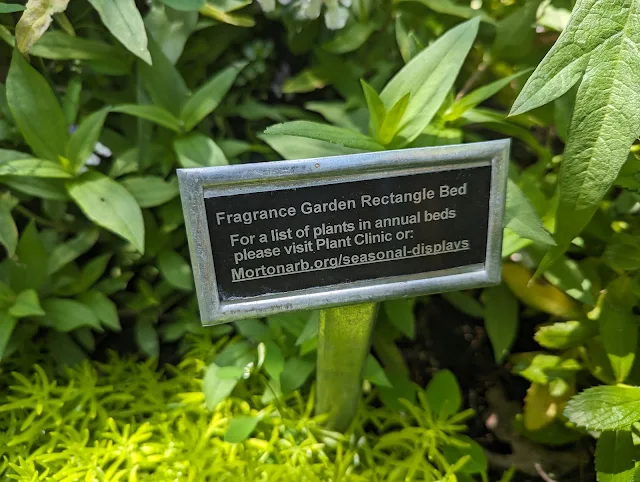 Fragrance Garden Rectangle Bed
For a list of plants in annual beds
please visit Plant Clinic or:
Mortonarb.org/seasonal-displays